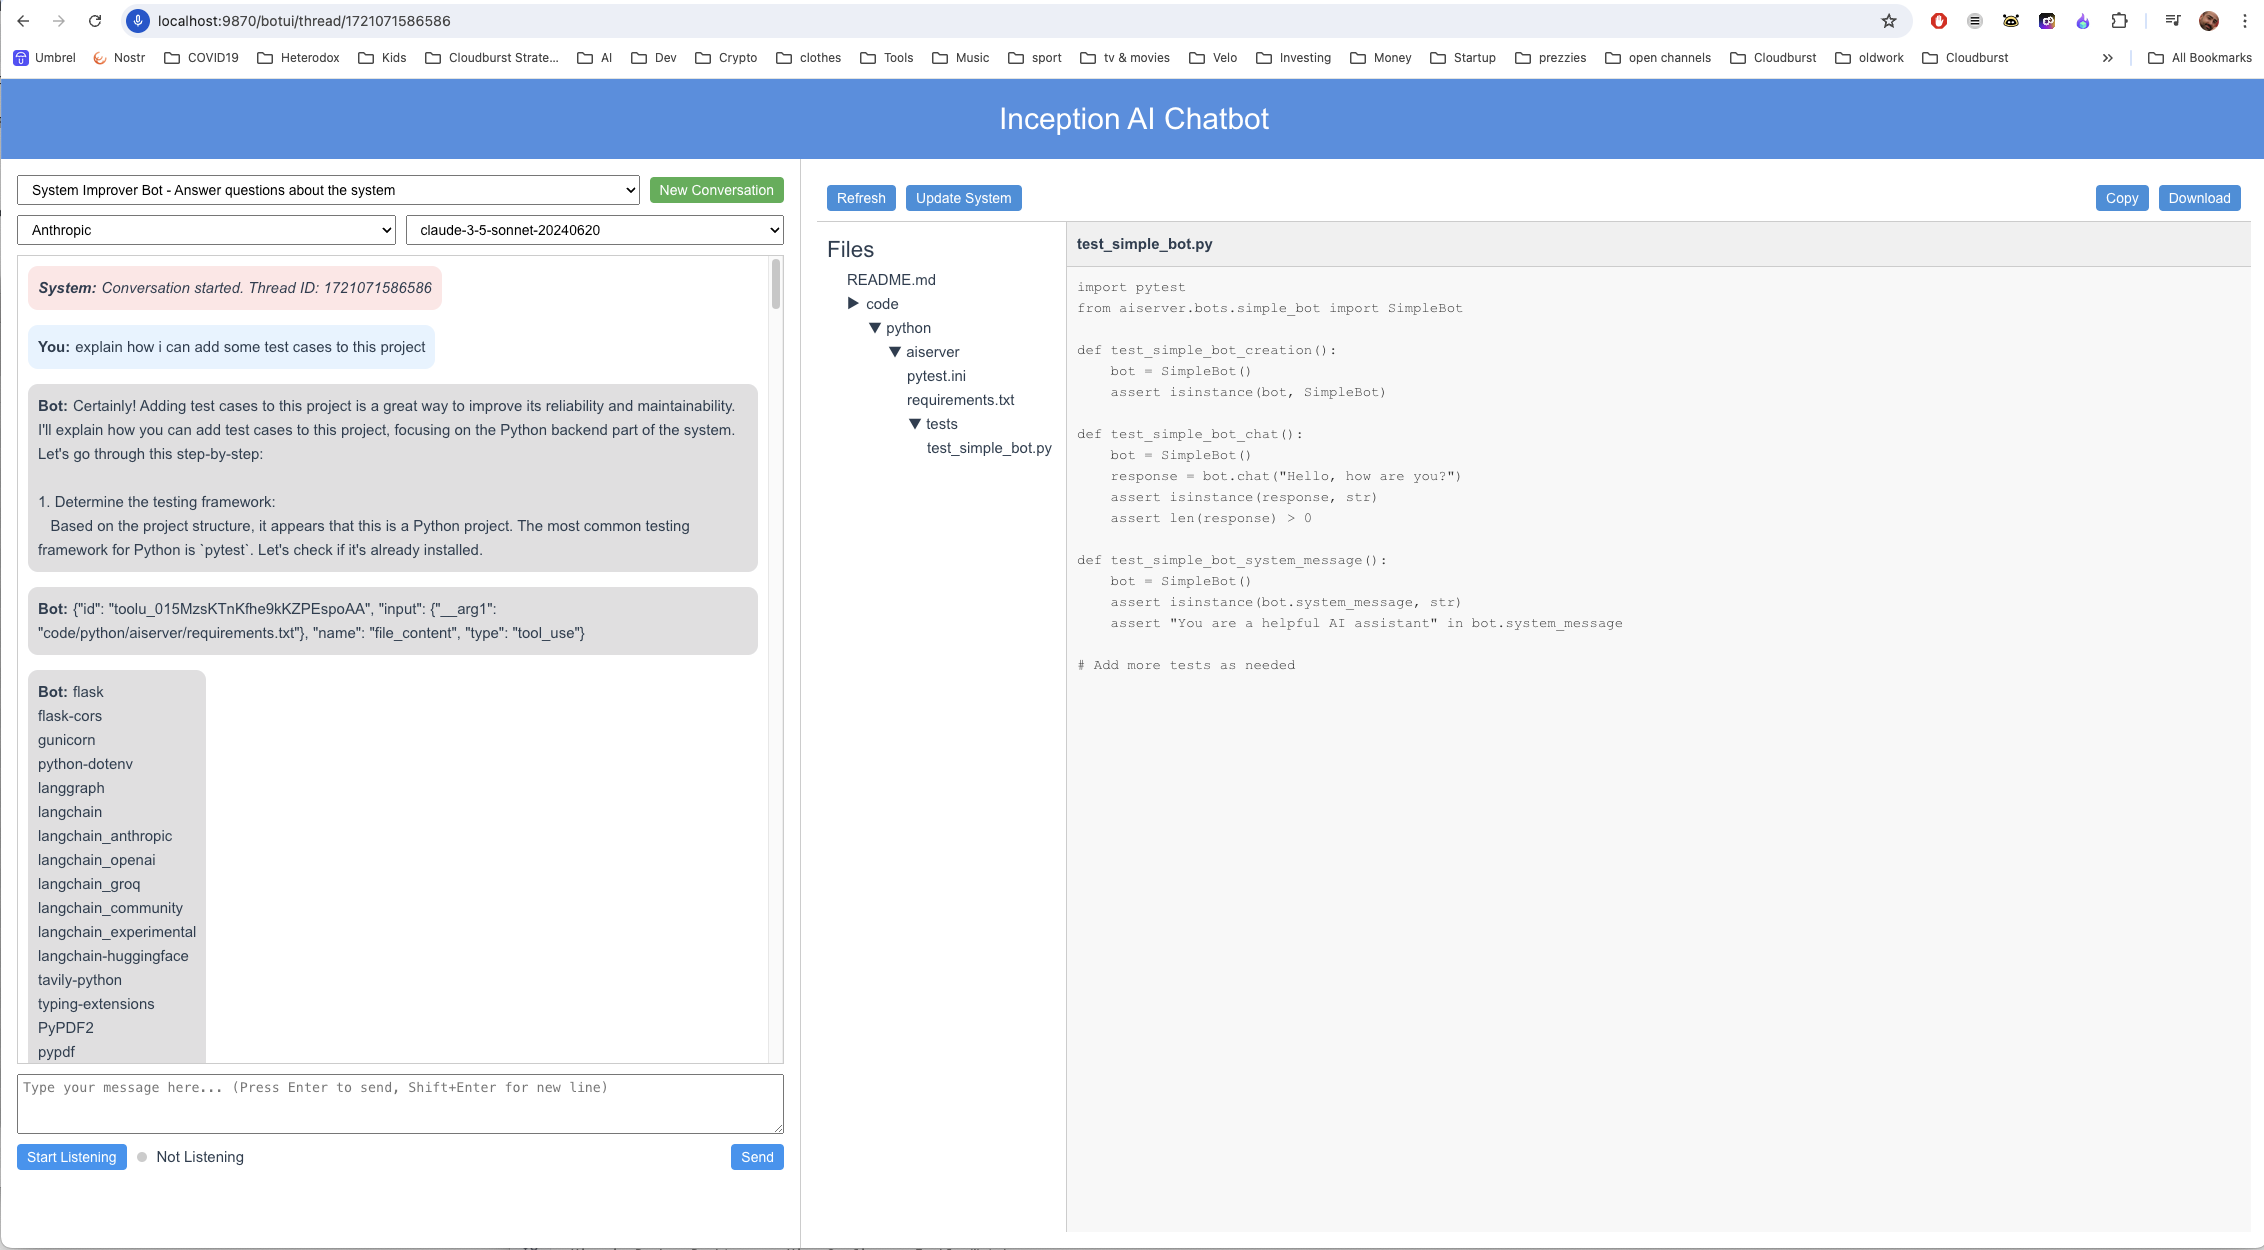 localhost:9870/botui/thread/1721071586586
Umbrel Nostr COVID19 Heterodox Kids Cloudburst Strate... AI Dev Crypto clothes Tools Music sport tv & movies Velo Investing Money Startup prezzies open channels Cloudburst oldwork Cloudburst » All Bookmarks
Inception AI Chatbot
System Improver Bot - Answer questions about the system
New Conversation
Anthropic
claude-3-5-sonnet-20240620
System: Conversation started. Thread ID: 1721071586586
You: explain how i can add some test cases to this project
Bot: Certainly! Adding test cases to this project is a great way to improve its reliability and maintainability.
I'll explain how you can add test cases to this project, focusing on the Python backend part of the system.
Let's go through this step-by-step:
1. Determine the testing framework:
Based on the project structure, it appears that this is a Python project. The most common testing
framework for Python is `pytest`. Let's check if it's already installed.
Bot: {"id": "toolu_015MzsKTnKfhe9kKZPEspoAA", "input": {"__arg1":
"code/python/aiserver/requirements.txt"}, "name": "file_content", "type": "tool_use"}
Bot: flask
flask-cors
gunicorn
python-dotenv
langgraph
langchain
langchain_anthropic
langchain_openai
langchain_groq
langchain_community
langchain_experimental
langchain-huggingface
tavily-python
typing-extensions
PyPDF2
pypdf
Type your message here... (Press Enter to send, Shift+Enter for new line)
Start Listening
Not Listening
Send
Refresh
Update System
Copy
Download
Files
README.md
code
python
aiserver
pytest.ini
requirements.txt
tests
test_simple_bot.py
test_simple_bot.py
import pytest
from aiserver.bots.simple_bot import SimpleBot
def test_simple_bot_creation():
    bot = SimpleBot()
    assert isinstance(bot, SimpleBot)
def test_simple_bot_chat():
    bot = SimpleBot()
    response = bot.chat("Hello, how are you?")
    assert isinstance(response, str)
    assert len(response) > 0
def test_simple_bot_system_message():
    bot = SimpleBot()
    assert isinstance(bot.system_message, str)
    assert "You are a helpful AI assistant" in bot.system_message
# Add more tests as needed